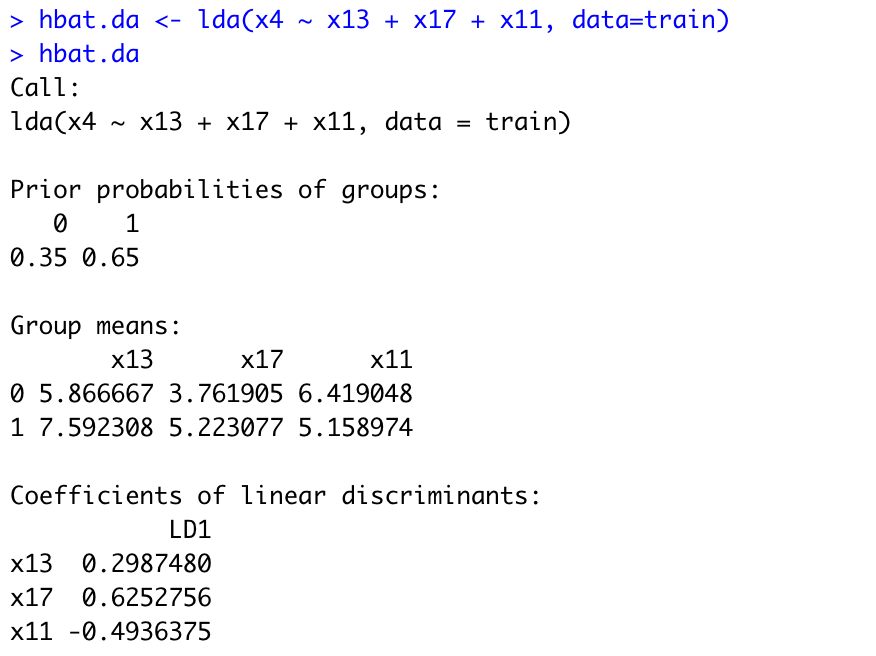 > hbat.da <- lda(x4 ~ x13 + x17 + x11, data=train)
> hbat.da
Call:
lda(x4 ~ x13 + x17 + x11, data = train)

Prior probabilities of groups:
   0    1
0.35 0.65

Group means:
       x13      x17      x11
0 5.866667 3.761905 6.419048
1 7.592308 5.223077 5.158974

Coefficients of linear discriminants:
           LD1
x13  0.2987480
x17  0.6252756
x11 -0.4936375